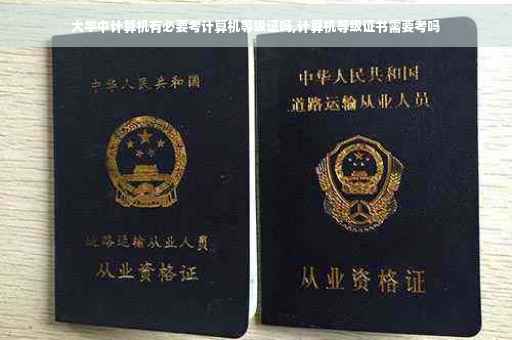 大学中计算机有必要考计算机等级证吗,计算机等级证书需要考吗
中华人民共和国
道路运输从业人员
从业资格证
中华人民共和国
道路运输从业人员
从业资格证